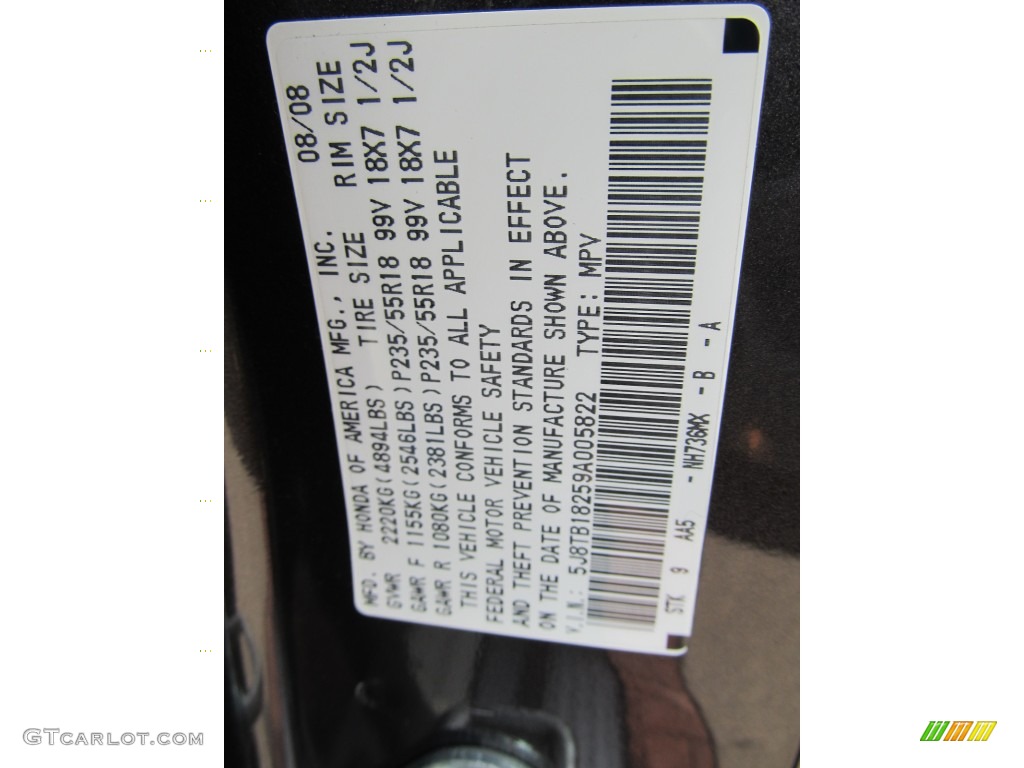 MFD. BY HONDA OF AMERICA MFG., INC. 08/08
GVWR 2220KG(4894LBS) TIRE SIZE RIM SIZE
GAWR F 1155KG(2546LBS)P235/55R18 99V 18X7 1/2J
GAWR R 1080KG(2381LBS)P235/55R18 99V 18X7 1/2J
THIS VEHICLE CONFORMS TO ALL APPLICABLE
FEDERAL MOTOR VEHICLE SAFETY
AND THEFT PREVENTION STANDARDS IN EFFECT
ON THE DATE OF MANUFACTURE SHOWN ABOVE.
V.I.N.: 5J8TB18259A005822 TYPE: MPV
STK 9 AA5 - NH736MX - B - A
GTCARLOT.COM